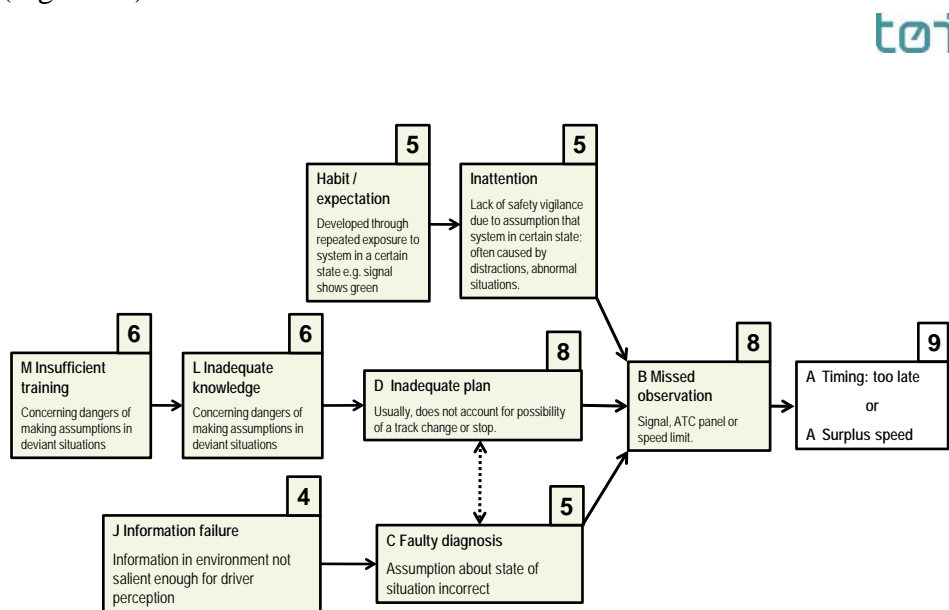 5
5
Habit /
expectation
Developed through
repeated exposure to
system in a certain
state e.g. signal
shows green
Inattention
Lack of safety vigilance
due to assumption that
system in certain state;
often caused by
distractions, abnormal
situations.
6
6
8
8
9
M Insufficient
training
Concerning dangers of
making assumptions in
deviant situations
L Inadequate
knowledge
Concerning dangers of
making assumptions in
deviant situations
D Inadequate plan
Usually, does not account for possibility
of a track change or stop.
B Missed
observation
Signal, ATC panel or
speed limit.
A Timing: too late
or
A Surplus speed
4
5
J Information failure
Information in environment not
salient enough for driver
perception
C Faulty diagnosis
Assumption about state of
situation incorrect